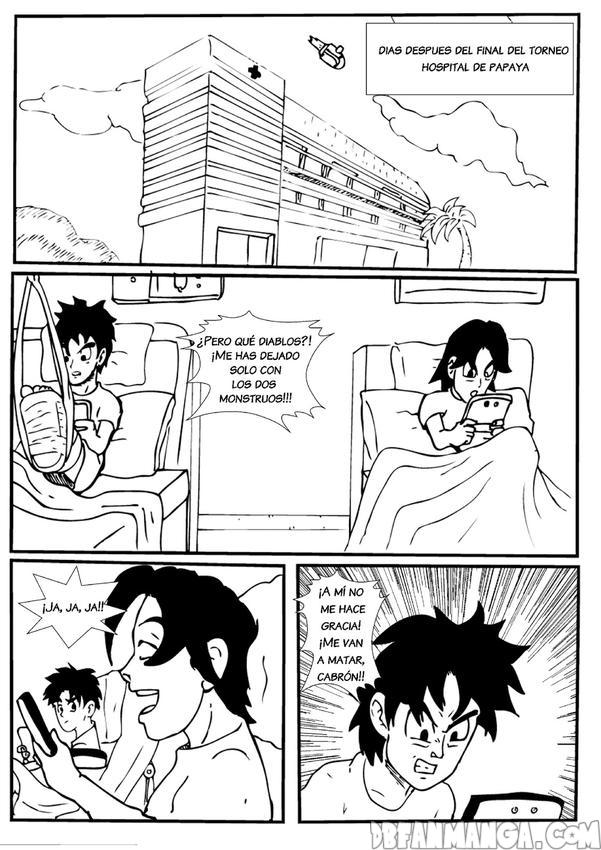 DIAS DESPUES DEL FINAL DEL TORNEO
HOSPITAL DE PAPAYA
¿PERO QUÉ DIABLOS?!
¡ME HAS DEJADO
SOLO CON
LOS DOS
MONSTRUOS!!!
¡JA, JA, JA!!
¡A MÍ NO
ME HACE
GRACIA!
¡ME VAN
A MATAR,
CABRÓN!!
DBFANMANGA.COM